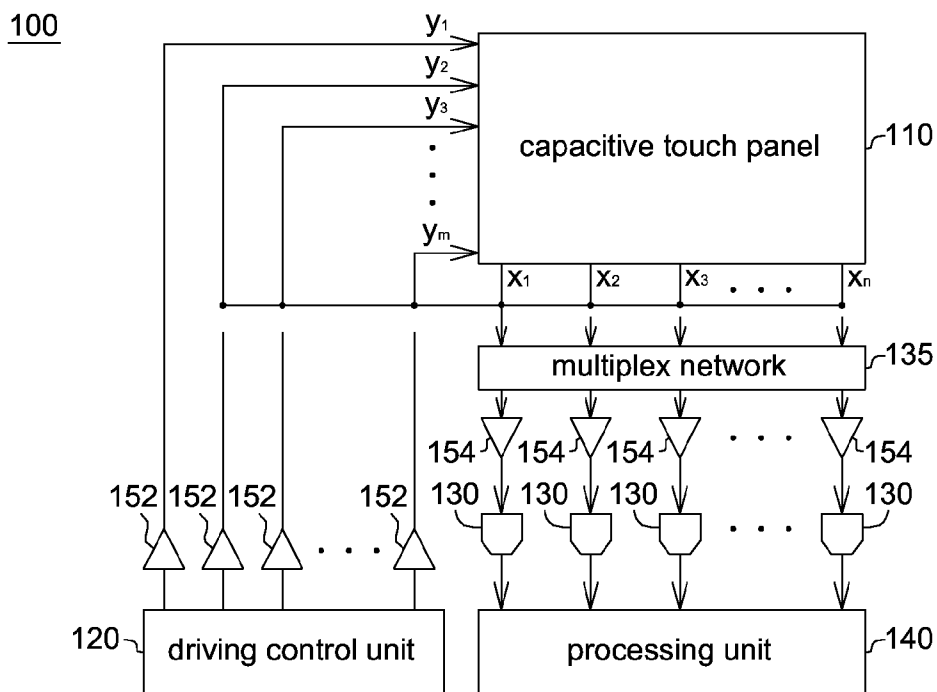 100
y1
y2
y3
capacitive touch panel
110
ym
x1 x2 x3 xn
multiplex network
135
154 154 154 154
152 152 152 152
130 130 130 130
120
driving control unit
processing unit
140